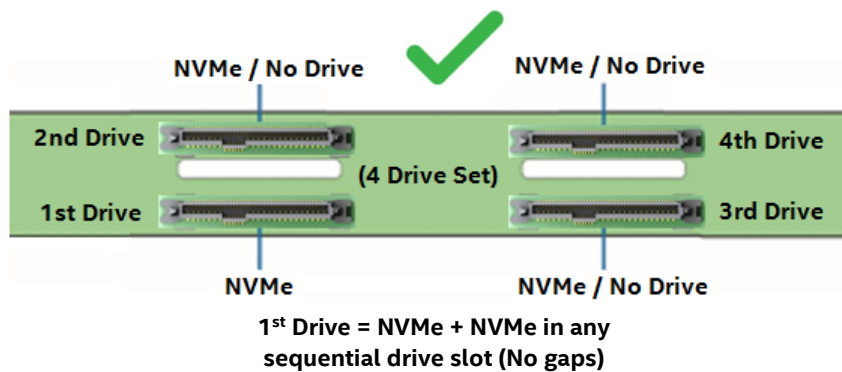 NVMe / No Drive
NVMe / No Drive
2nd Drive
4th Drive
(4 Drive Set)
1st Drive
3rd Drive
NVMe
NVMe / No Drive
1st Drive = NVMe + NVMe in any
sequential drive slot (No gaps)